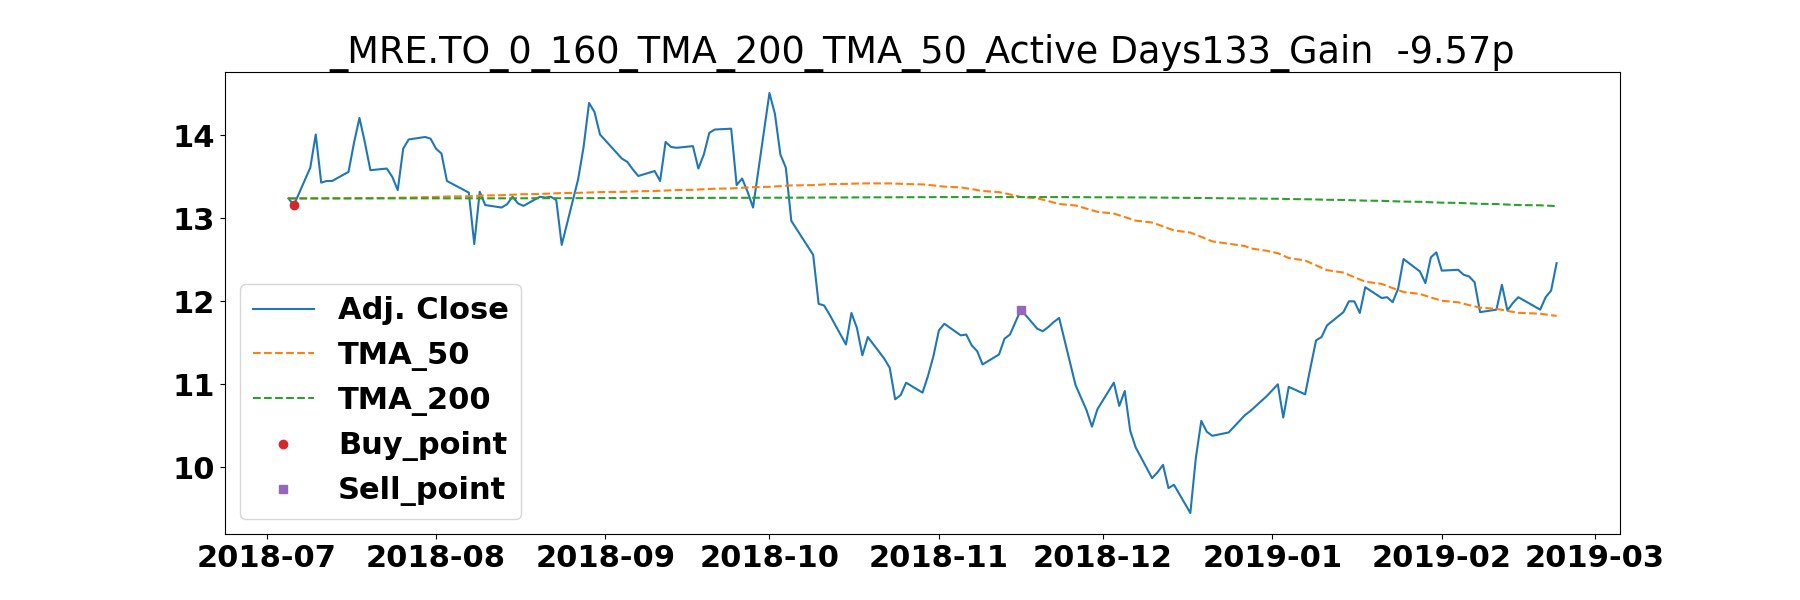 _MRE.TO_0_160_TMA_200_TMA_50_Active Days133_Gain  -9.57p
14
13
12
11
10
Adj. Close
TMA_50
TMA_200
Buy_point
Sell_point
2018-07 2018-08 2018-09 2018-10 2018-11 2018-12 2019-01 2019-02 2019-03